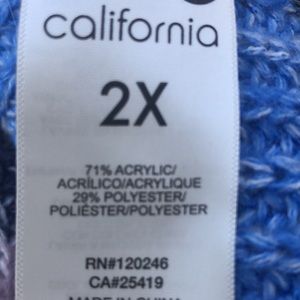 california
2X
71% ACRYLIC/
ACRÍLICO/ACRYLIQUE
29% POLYESTER/
POLIÉSTER/POLYESTER
RN#120246
CA#25419
MADE IN CHINA